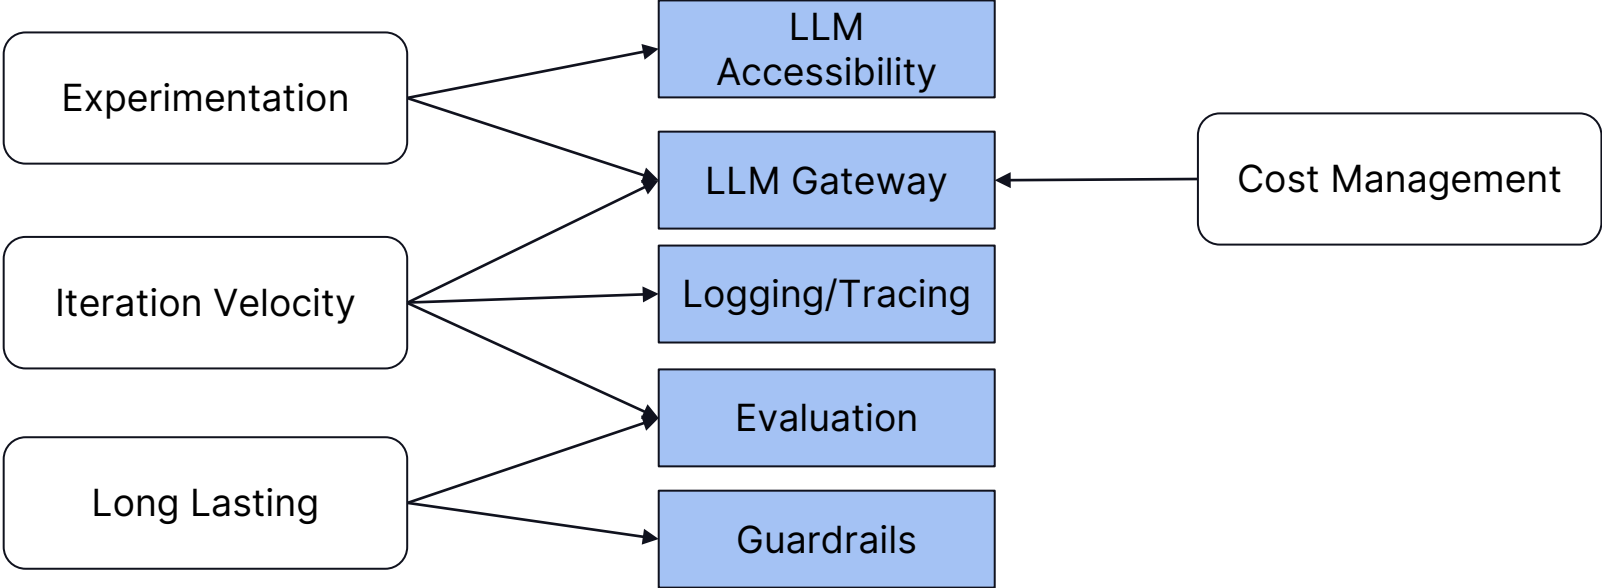 Experimentation
Iteration Velocity
Long Lasting
LLM
Accessibility
LLM Gateway
Logging/Tracing
Evaluation
Guardrails
Cost Management